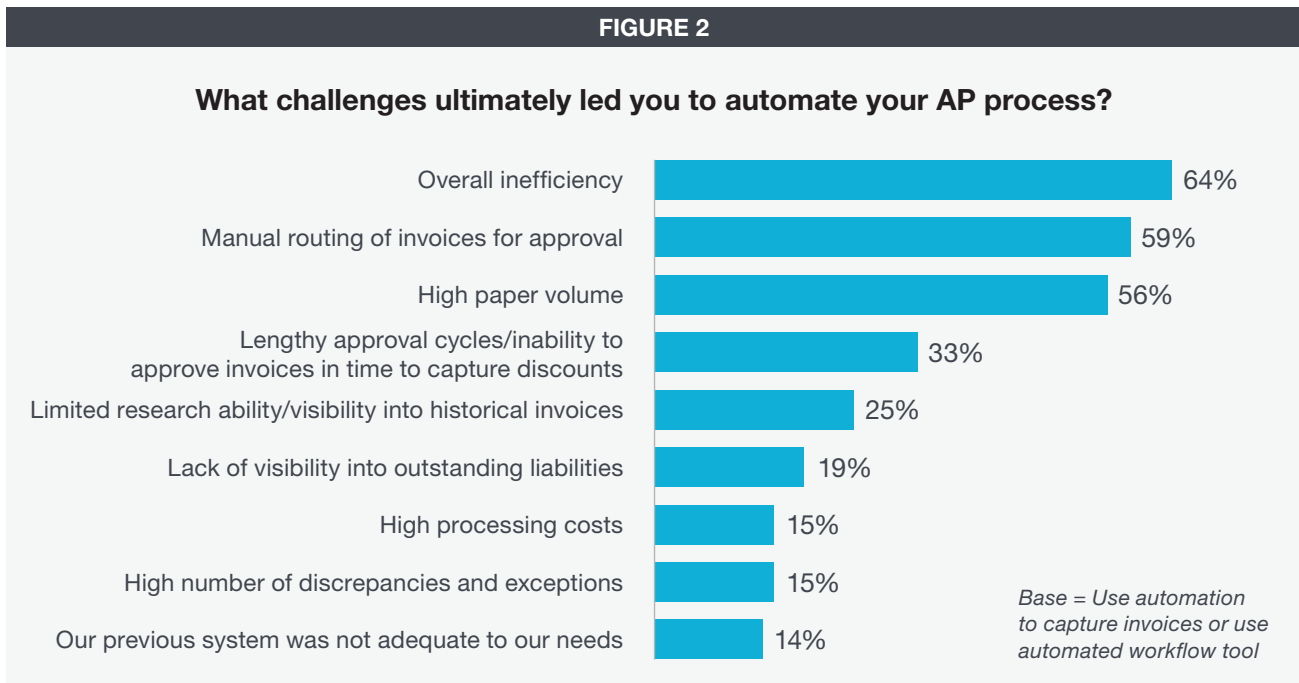 FIGURE 2
What challenges ultimately led you to automate your AP process?
Overall inefficiency
64%
Manual routing of invoices for approval
59%
High paper volume
56%
Lengthy approval cycles/inability to
approve invoices in time to capture discounts
33%
Limited research ability/visibility into historical invoices
25%
Lack of visibility into outstanding liabilities
19%
High processing costs
15%
High number of discrepancies and exceptions
15%
Our previous system was not adequate to our needs
14%
Base = Use automation
to capture invoices or use
automated workflow tool